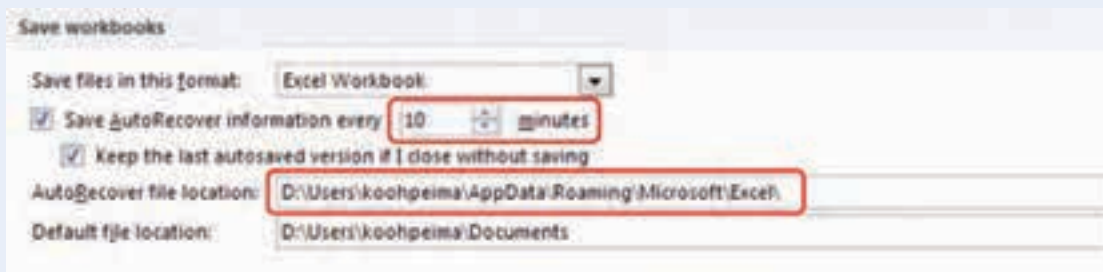 Save workbooks
Save files in this format: Excel Workbook
Save AutoRecover information every 10 minutes
Keep the last autosaved version if I close without saving
AutoRecover file location: D:\Users\koohpeima\AppData\Roaming\Microsoft\Excel\
Default file location: D:\Users\koohpeima\Documents